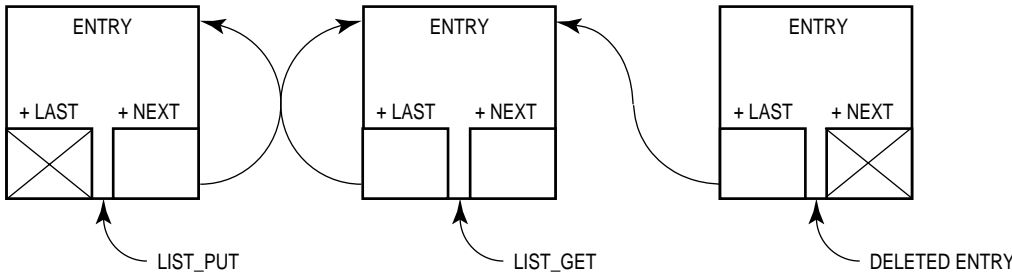 ENTRY ENTRY ENTRY
+ LAST + NEXT + LAST + NEXT + LAST + NEXT
LIST_PUT LIST_GET DELETED ENTRY